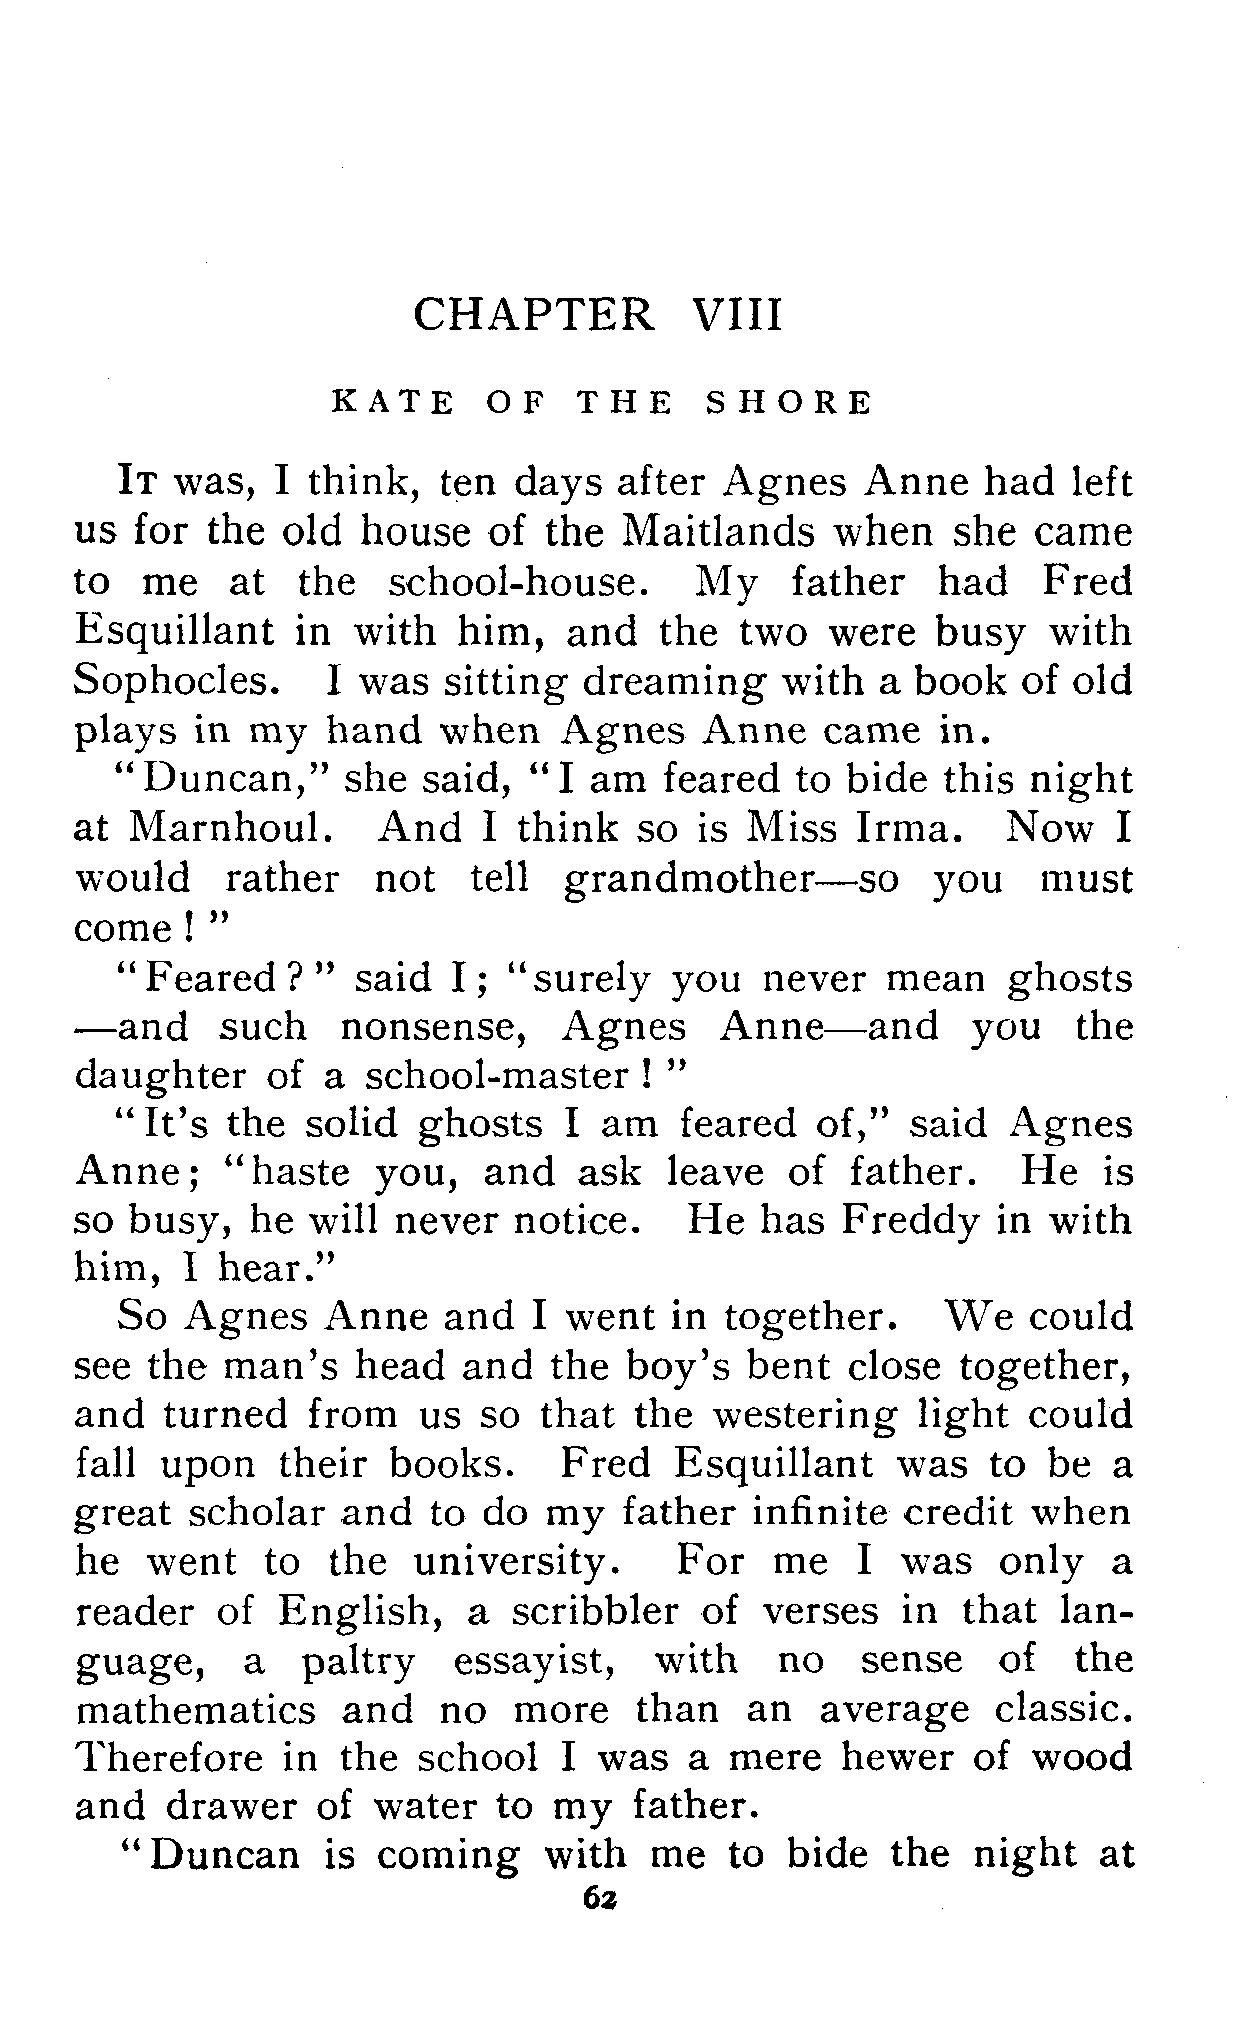 CHAPTER VIII
KATE OF THE SHORE
IT was, I think, ten days after Agnes Anne had left
us for the old house of the Maitlands when she came
to me at the school-house. My father had Fred
Esquillant in with him, and the two were busy with
Sophocles. I was sitting dreaming with a book of old
plays in my hand when Agnes Anne came in.
"Duncan," she said, "I am feared to bide this night
at Marnhoul. And I think so is Miss Irma. Now I
would rather not tell grandmother—so you must
come!"
"Feared?" said I; "surely you never mean ghosts
—and such nonsense, Agnes Anne—and you the
daughter of a school-master!"
"It's the solid ghosts I am feared of," said Agnes
Anne; "haste you, and ask leave of father. He is
so busy, he will never notice. He has Freddy in with
him, I hear."
So Agnes Anne and I went in together. We could
see the man's head and the boy's bent close together,
and turned from us so that the westering light could
fall upon their books. Fred Esquillant was to be a
great scholar and to do my father infinite credit when
he went to the university. For me I was only a
reader of English, a scribbler of verses in that lan-
guage, a paltry essayist, with no sense of the
mathematics and no more than an average classic.
Therefore in the school I was a mere hewer of wood
and drawer of water to my father.
"Duncan is coming with me to bide the night at
62